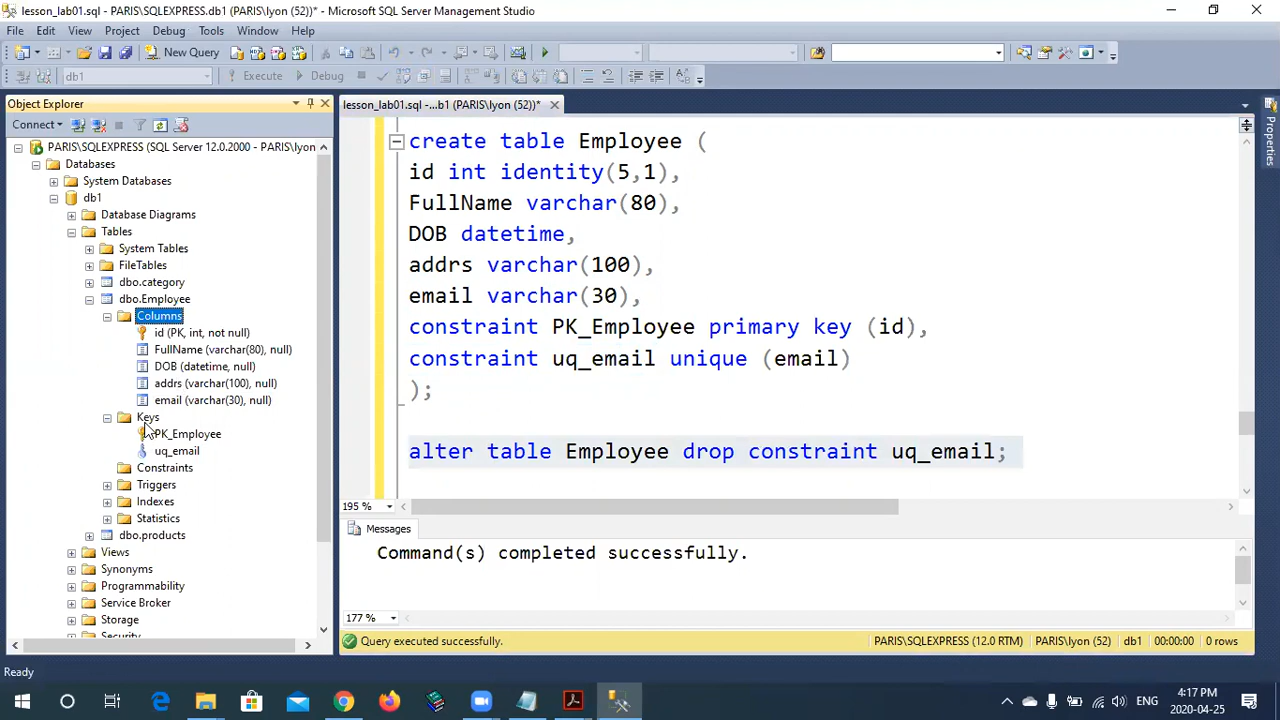 lesson_lab01.sql - PARIS\SQLEXPRESS.db1 (PARIS\lyon (52))* - Microsoft SQL Server Management Studio
File Edit View Project Debug Tools Window Help
New Query
db1 Execute Debug
Object Explorer
lesson_lab01.sql -...b1 (PARIS\lyon (52))*
Properties
Connect
PARIS\SQLEXPRESS (SQL Server 12.0.2000 - PARIS\lyon
Databases
System Databases
db1
Database Diagrams
Tables
System Tables
FileTables
dbo.category
dbo.Employee
Columns
id (PK, int, not null)
FullName (varchar(80), null)
DOB (datetime, null)
addrs (varchar(100), null)
email (varchar(30), null)
Keys
PK_Employee
uq_email
Constraints
Triggers
Indexes
Statistics
dbo.products
Views
Synonyms
Programmability
Service Broker
Storage
Security
create table Employee (
id int identity(5,1),
FullName varchar(80),
DOB datetime,
addrs varchar(100),
email varchar(30),
constraint PK_Employee primary key (id),
constraint uq_email unique (email)
);
alter table Employee drop constraint uq_email;
195 %
Messages
Command(s) completed successfully.
177 %
Query executed successfully. PARIS\SQLEXPRESS (12.0 RTM) PARIS\lyon (52) db1 00:00:00 0 rows
Ready
ENG
4:17 PM
2020-04-25